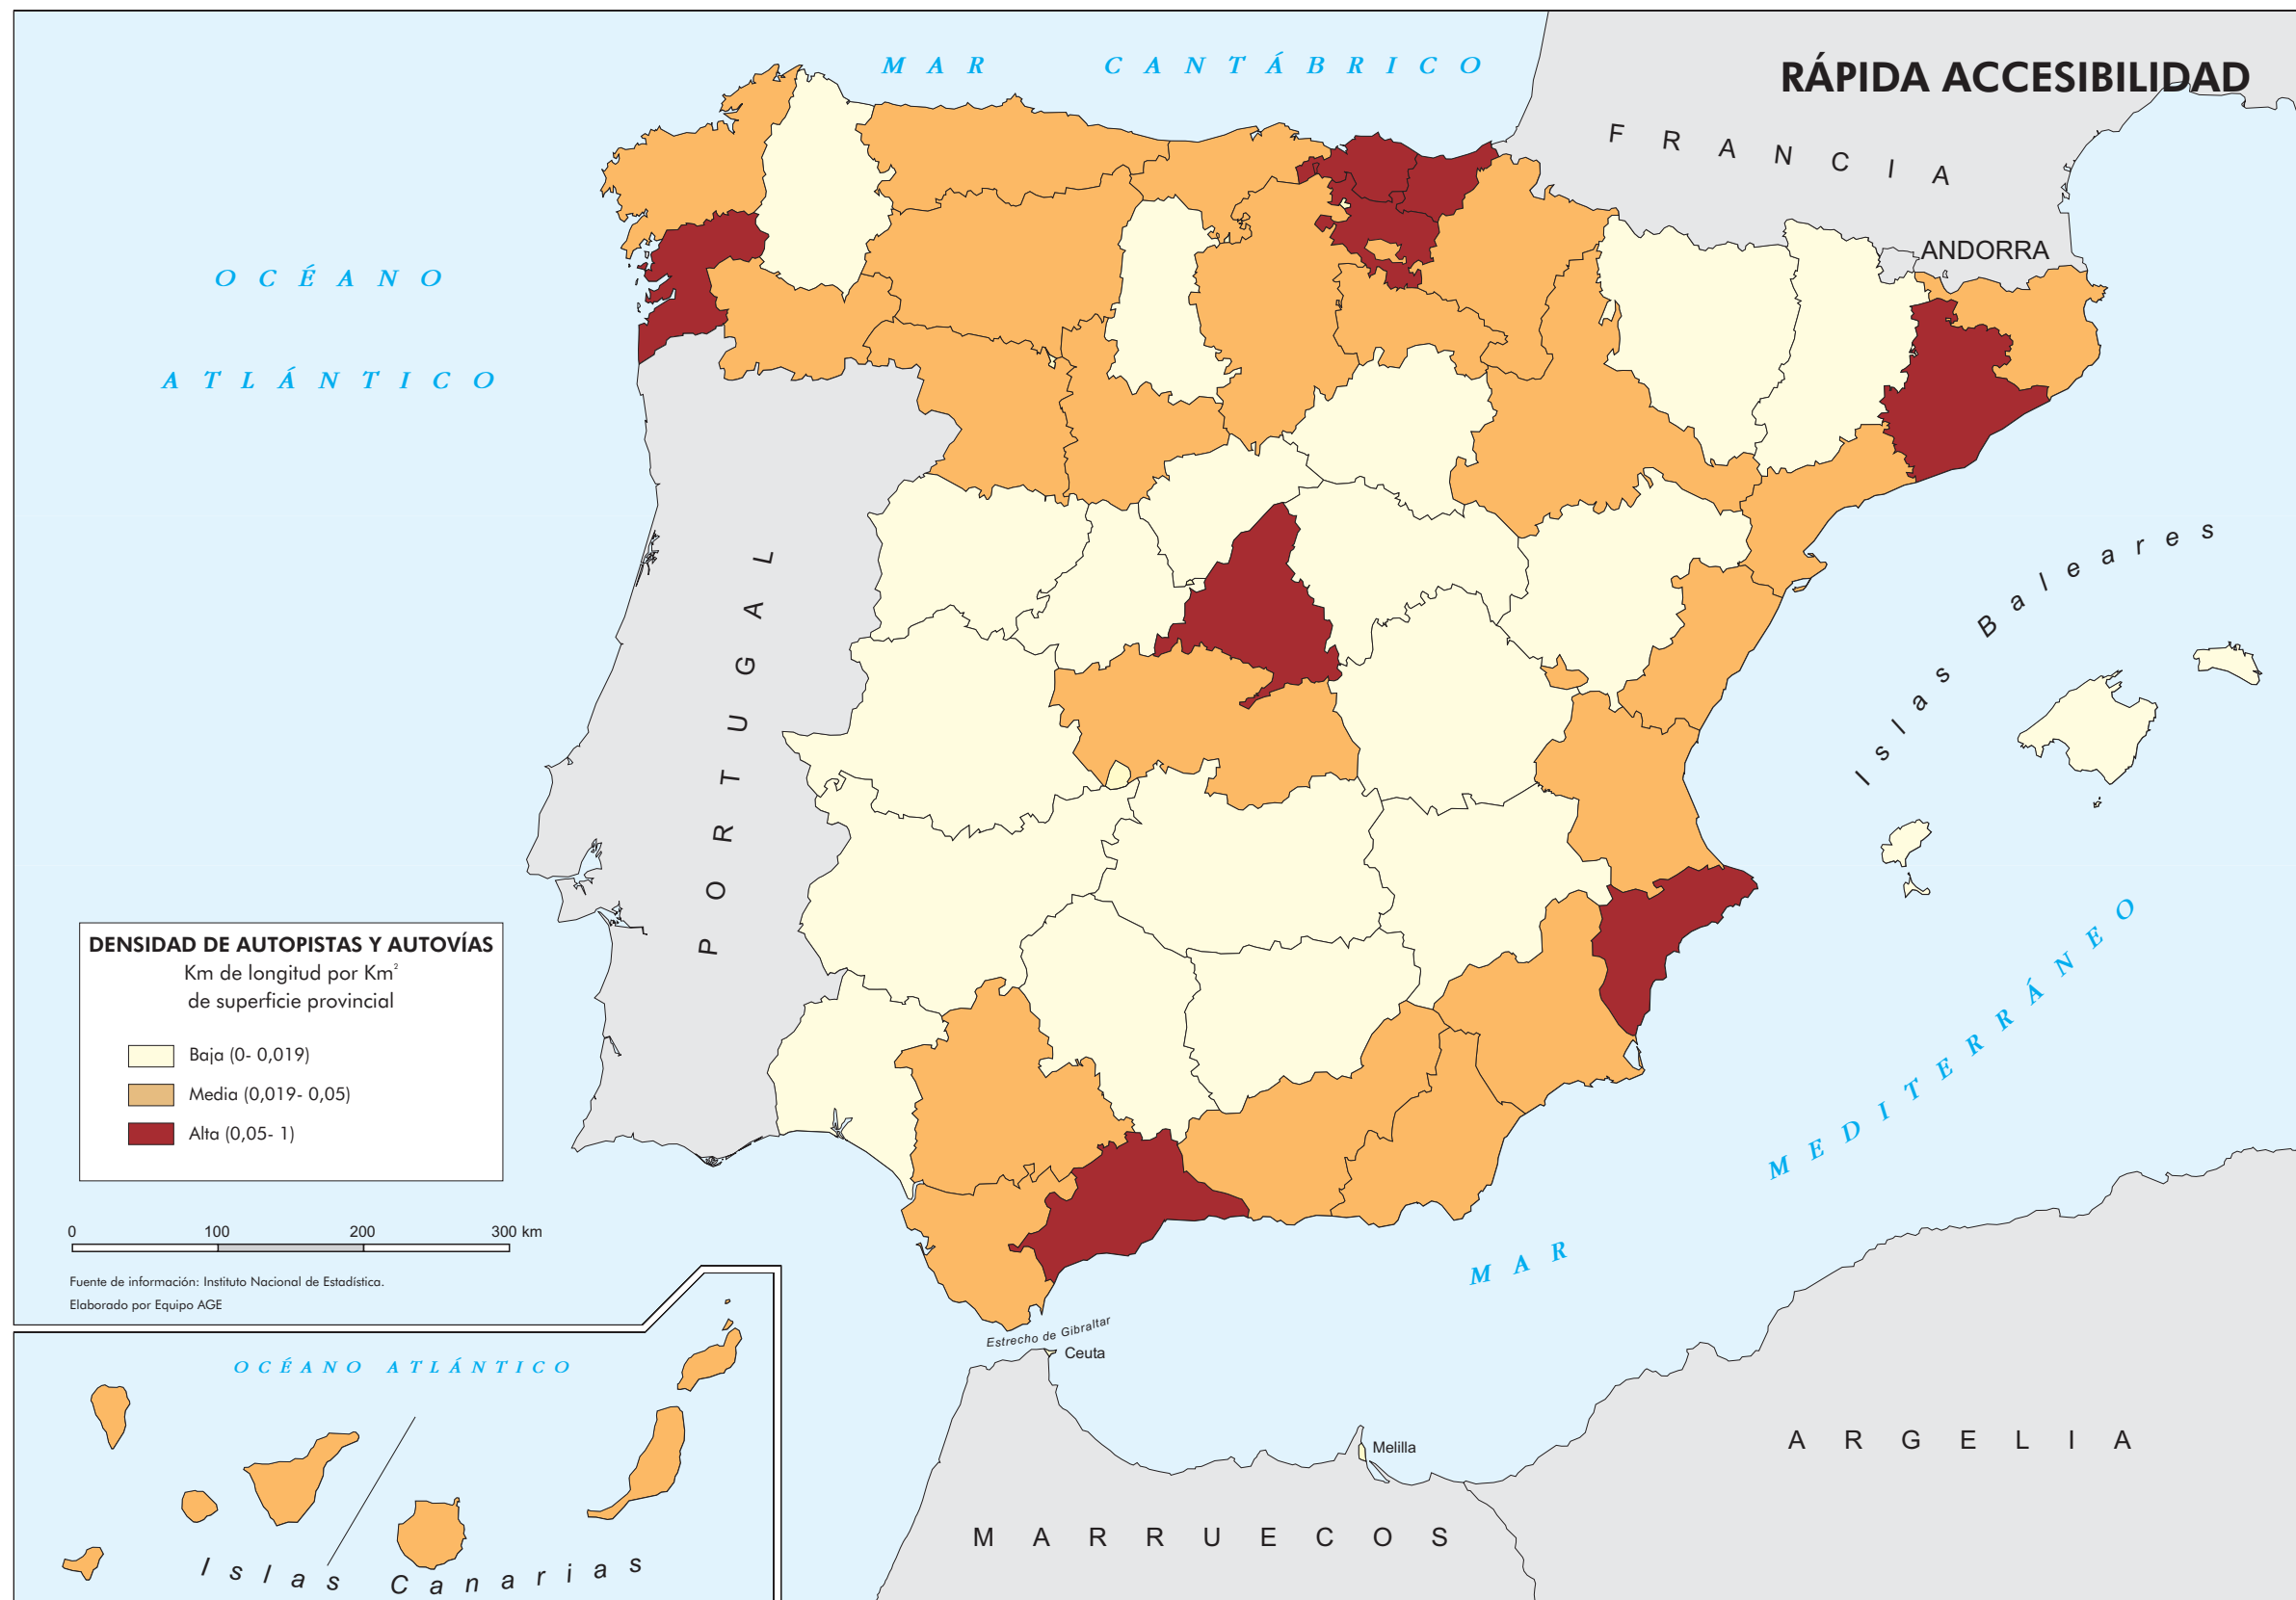 RÁPIDA ACCESIBILIDAD
MAR CANTÁBRICO
FRANCIA
ANDORRA
OCÉANO
ATLÁNTICO
PORTUGAL
Islas Baleares
MAR MEDITERRÁNEO
DENSIDAD DE AUTOPISTAS Y AUTOVÍAS
Km de longitud por Km²
de superficie provincial
Baja (0- 0,019)
Media (0,019- 0,05)
Alta (0,05- 1)
0 100 200 300 km
Fuente de información: Instituto Nacional de Estadística.
Elaborado por Equipo AGE
Estrecho de Gibraltar
Ceuta
Melilla
OCÉANO ATLÁNTICO
Islas Canarias
MARRUECOS
ARGELIA